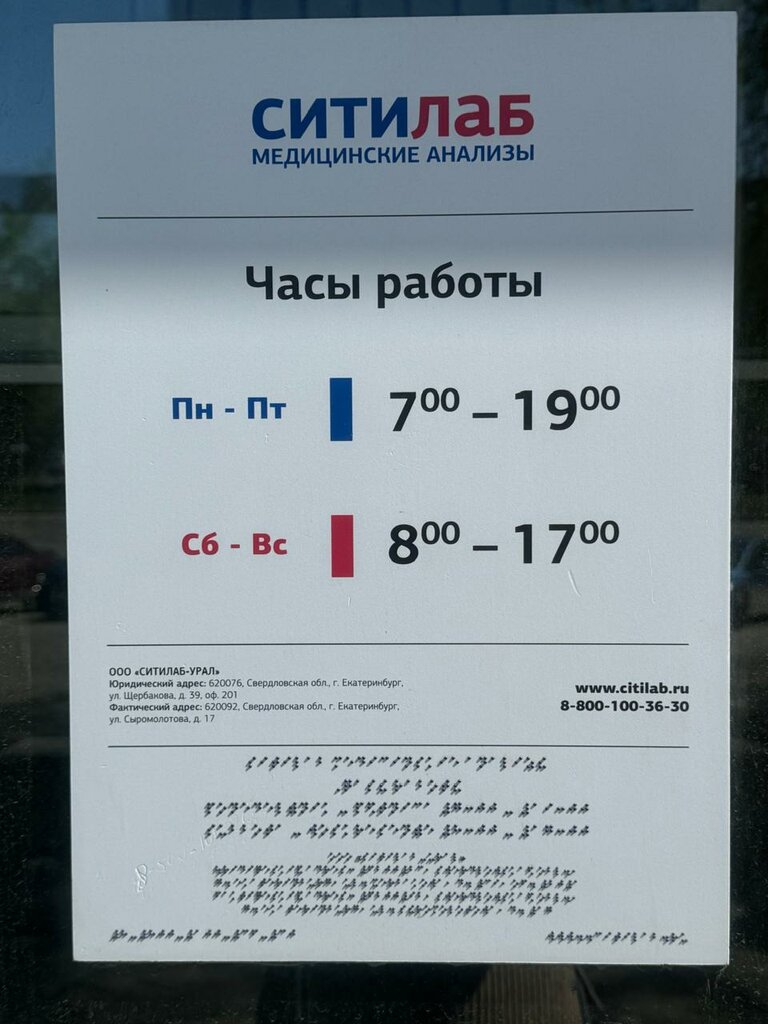 СИТИЛАБ
МЕДИЦИНСКИЕ АНАЛИЗЫ
Часы работы
Пн - Пт 7⁰⁰ – 19⁰⁰
Сб - Вс 8⁰⁰ – 17⁰⁰
ООО «СИТИЛАБ-УРАЛ»
Юридический адрес: 620076, Свердловская обл., г. Екатеринбург,
ул. Щербакова, д. 39, оф. 201
Фактический адрес: 620092, Свердловская обл., г. Екатеринбург,
ул. Сыромолотова, д. 17
www.citilab.ru
8-800-100-36-30